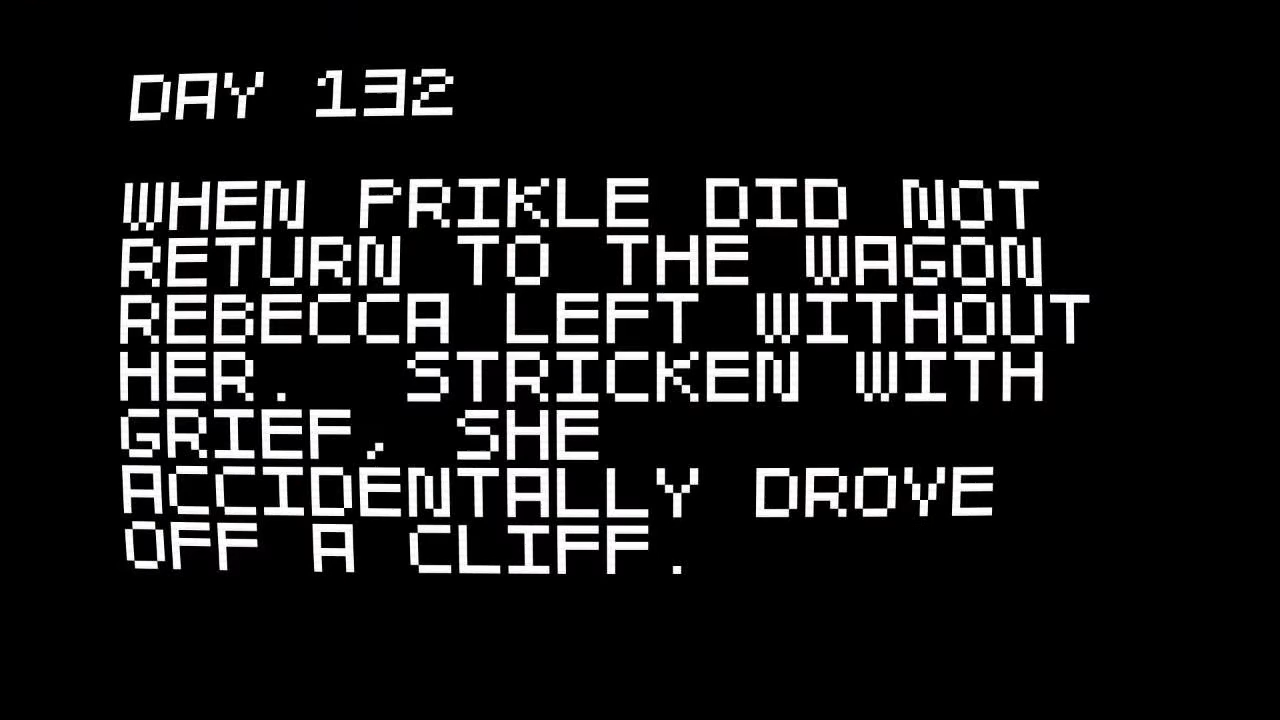 DAY 132
WHEN PRIKLE DID NOT
RETURN TO THE WAGON
REBECCA LEFT WITHOUT
HER. STRICKEN WITH
GRIEF, SHE
ACCIDENTALLY DROVE
OFF A CLIFF.